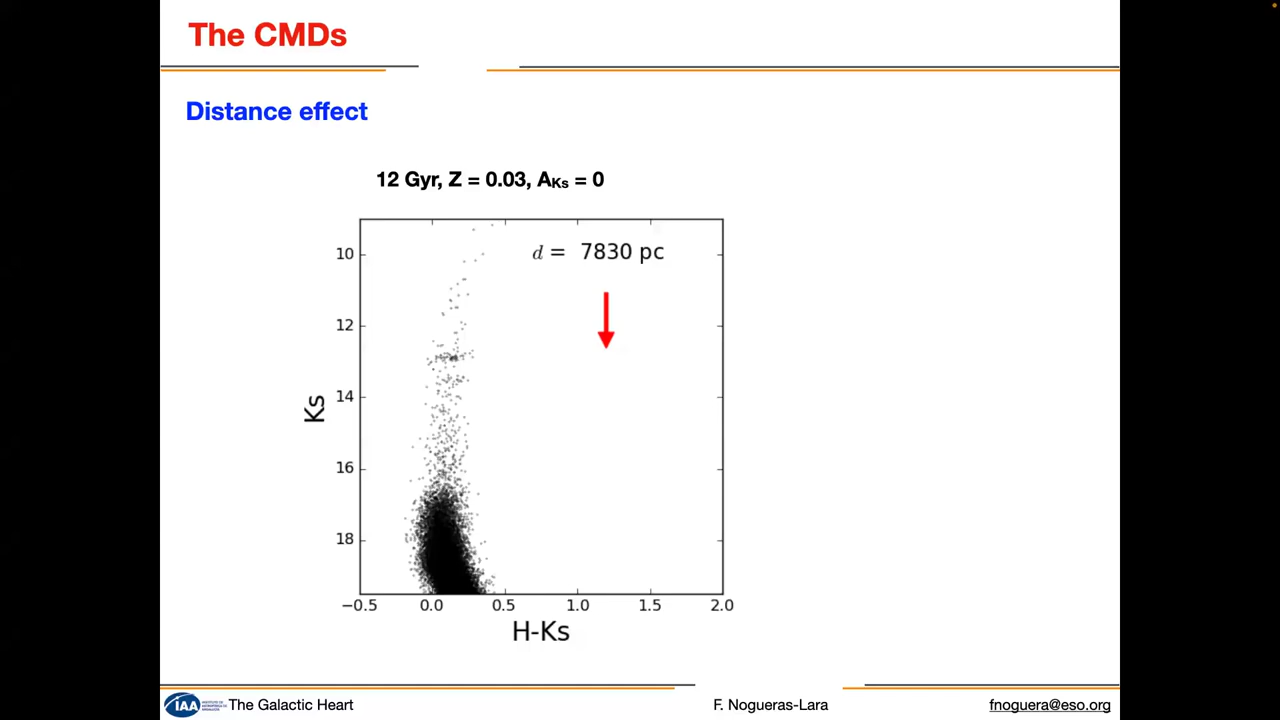 The CMDs
Distance effect
12 Gyr, Z = 0.03, AKs = 0
d = 7830 pc
10
12
14
16
18
Ks
−0.5 0.0 0.5 1.0 1.5 2.0
H-Ks
IAA The Galactic Heart F. Nogueras-Lara fnoguera@eso.org